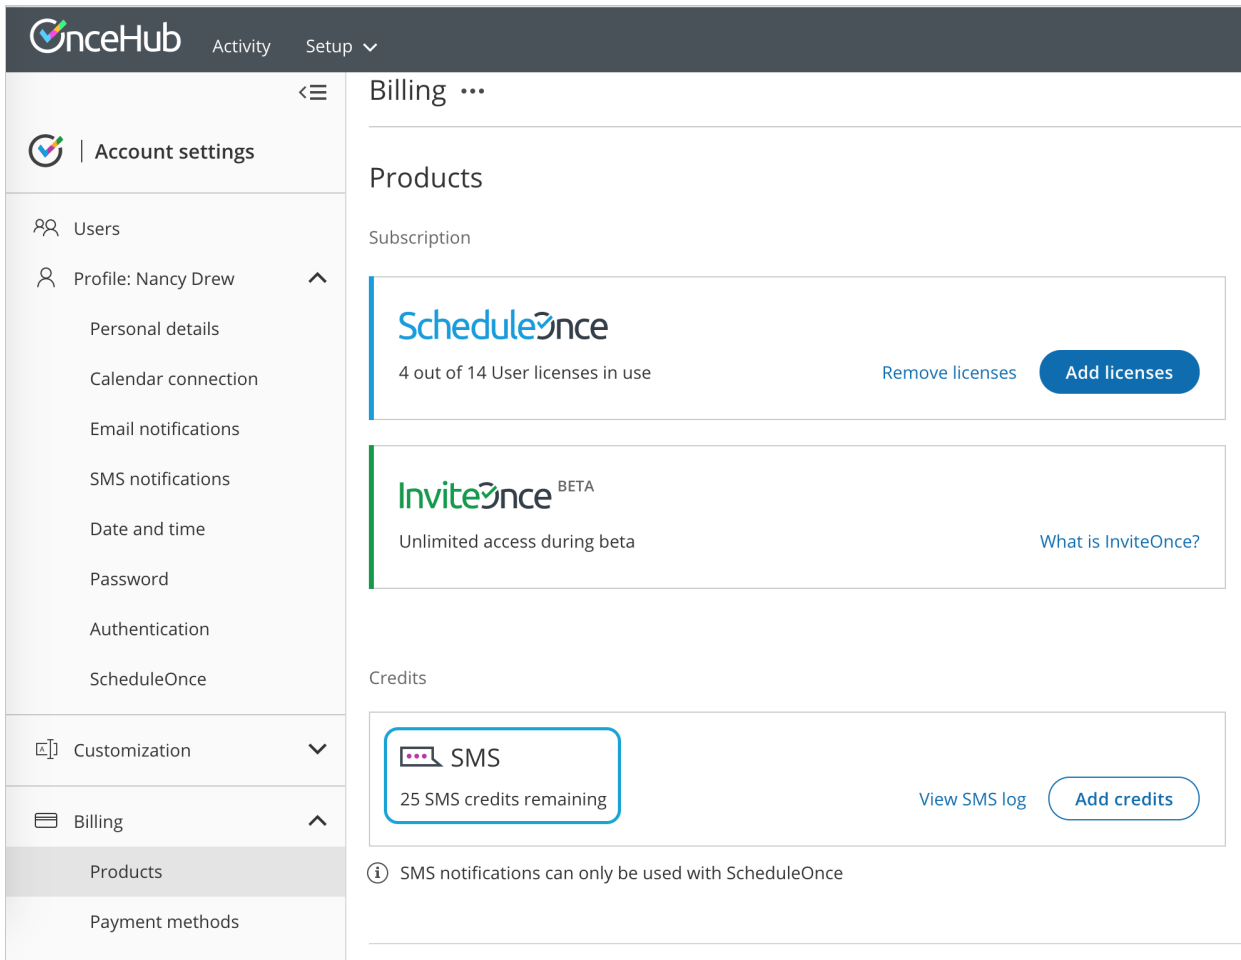 OnceHub
Activity
Setup
Account settings
Users
Profile: Nancy Drew
Personal details
Calendar connection
Email notifications
SMS notifications
Date and time
Password
Authentication
ScheduleOnce
Customization
Billing
Products
Payment methods
Billing
Products
Subscription
ScheduleOnce
4 out of 14 User licenses in use
Remove licenses
Add licenses
InviteOnce BETA
Unlimited access during beta
What is InviteOnce?
Credits
SMS
25 SMS credits remaining
View SMS log
Add credits
SMS notifications can only be used with ScheduleOnce